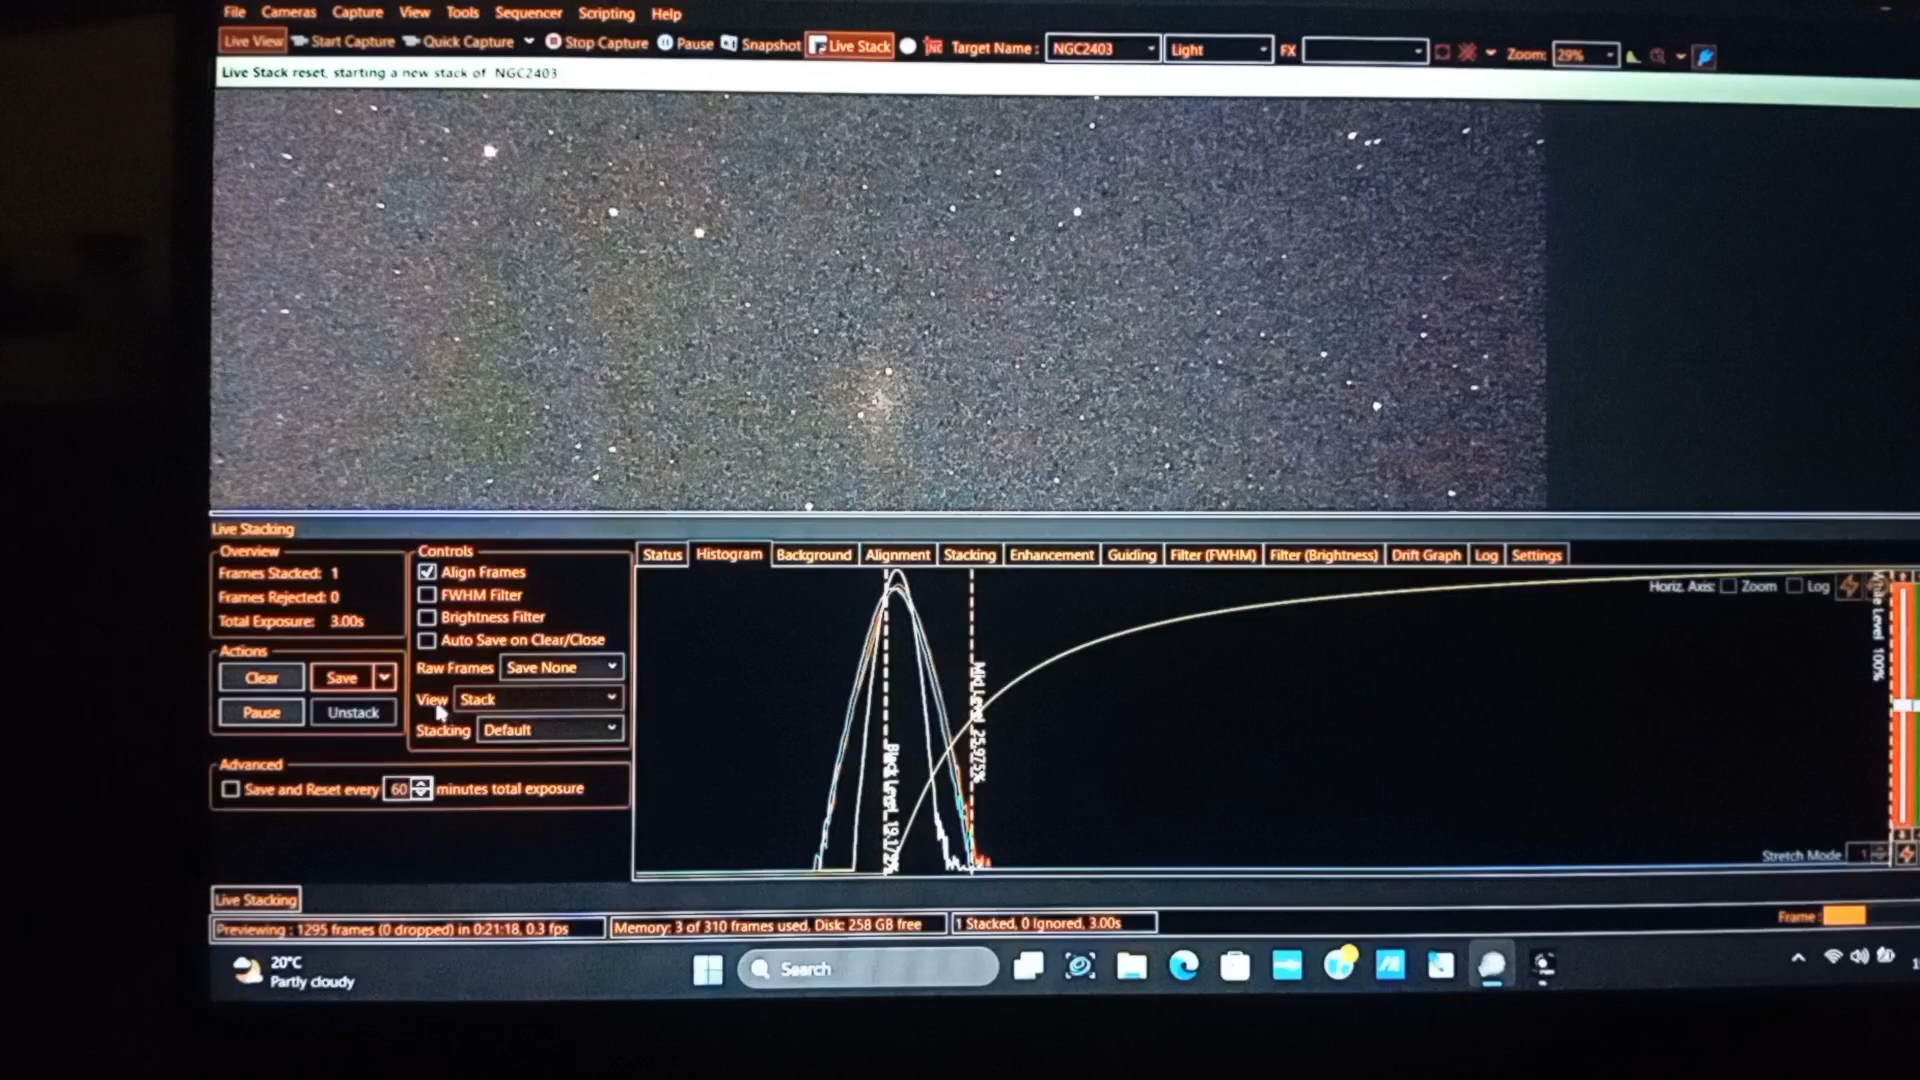 File Cameras Capture View Tools Sequencer Scripting Help
Live View Start Capture Quick Capture Stop Capture Pause Snapshot Live Stack Target Name : NGC2403 Light FX Zoom: 29%
Live Stack reset, starting a new stack of NGC2403
Live Stacking
Overview
Frames Stacked: 1
Frames Rejected: 0
Total Exposure: 3.00s
Actions
Clear Save
Pause Unstack
Controls
Align Frames
FWHM Filter
Brightness Filter
Auto Save on Clear/Close
Raw Frames Save None
View Stack
Stacking Default
Advanced
Save and Reset every 60 minutes total exposure
Status Histogram Background Alignment Stacking Enhancement Guiding Filter (FWHM) Filter (Brightness) Drift Graph Log Settings
Horiz. Axis: Zoom Log
White Level 100%
Mid Level 25.975%
Black Level
Stretch Mode 1
Live Stacking
Previewing : 1295 frames (0 dropped) in 0:21:18, 0.3 fps
Memory: 3 of 310 frames used, Disk: 258 GB free
1 Stacked, 0 Ignored, 3.00s
Frame :
20°C
Partly cloudy
Search